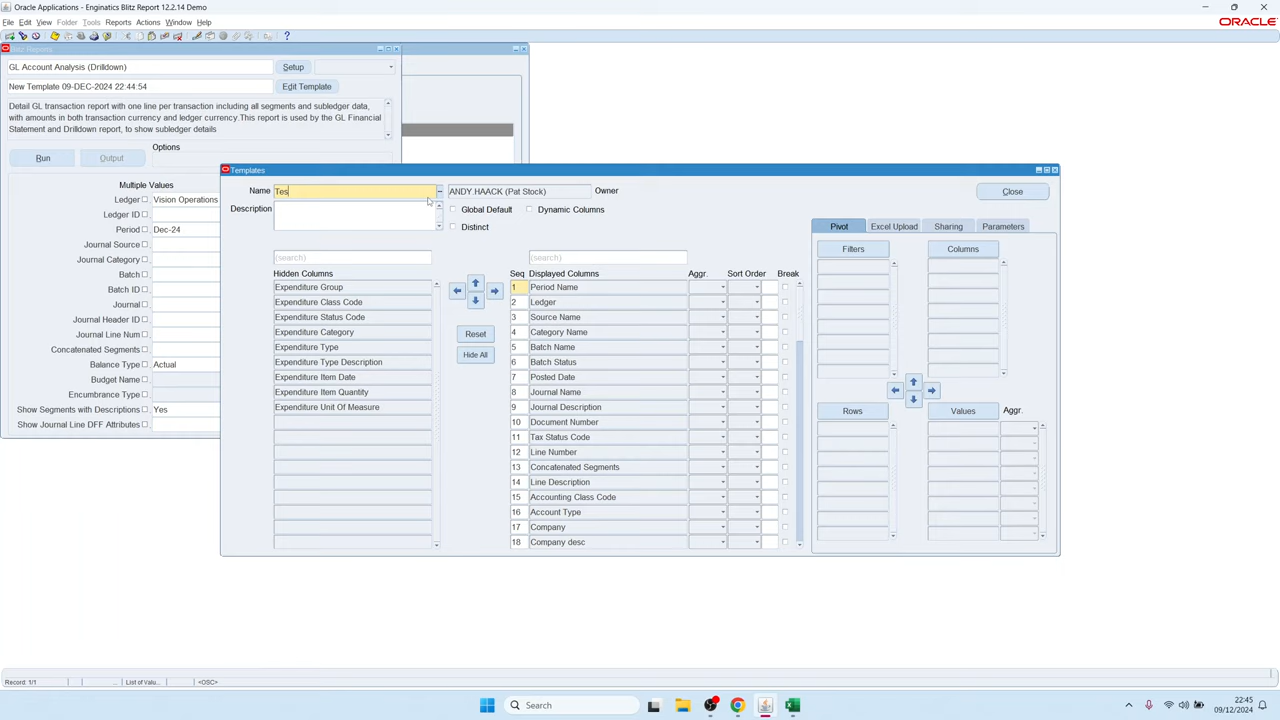 Oracle Applications - Enginatics Blitz Report 12.2.14 Demo
File Edit View Folder Tools Reports Actions Window Help
ORACLE
Blitz Reports
GL Account Analysis (Drilldown)
Setup
New Template 09-DEC-2024 22:44:54
Edit Template
Detail GL transaction report with one line per transaction including all segments and subledger data,
with amounts in both transaction currency and ledger currency.This report is used by the GL Financial
Statement and Drilldown report, to show subledger details
Options
Run Output
Multiple Values
Ledger Vision Operations
Ledger ID
Period Dec-24
Journal Source
Journal Category
Batch
Batch ID
Journal
Journal Header ID
Journal Line Num
Concatenated Segments
Balance Type Actual
Budget Name
Encumbrance Type
Show Segments with Descriptions Yes
Show Journal Line DFF Attributes
Templates
Name Tes ANDY.HAACK (Pat Stock) Owner Close
Description Global Default Dynamic Columns
Distinct
(search) (search)
Hidden Columns Seq Displayed Columns Aggr. Sort Order Break
Expenditure Group 1 Period Name
Expenditure Class Code 2 Ledger
Expenditure Status Code 3 Source Name
Expenditure Category 4 Category Name
Expenditure Type 5 Batch Name
Expenditure Type Description 6 Batch Status
Expenditure Item Date 7 Posted Date
Expenditure Item Quantity 8 Journal Name
Expenditure Unit Of Measure 9 Journal Description
10 Document Number
11 Tax Status Code
12 Line Number
13 Concatenated Segments
14 Line Description
15 Accounting Class Code
16 Account Type
17 Company
18 Company desc
Reset
Hide All
Pivot Excel Upload Sharing Parameters
Filters Columns
Rows Values Aggr.
Record: 1/1 ... List of Valu... <OSC>
Search
22:45
09/12/2024